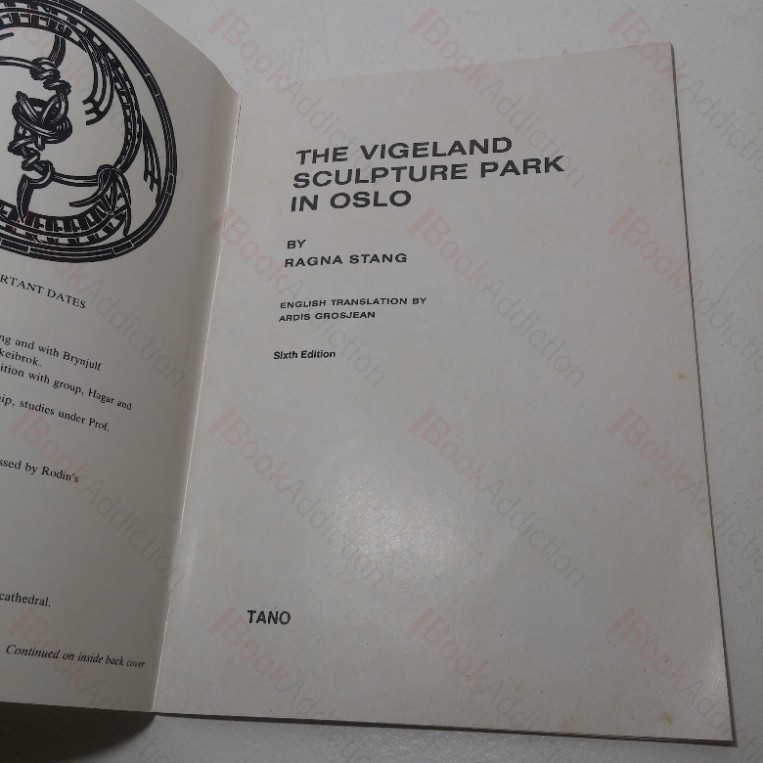 RTANT DATES
ng and with Brynjulf
keibrok.
ition with group, Hagar and
ip, studies under Prof.
ssed by Rodin's
cathedral.
Continued on inside back cover
THE VIGELAND
SCULPTURE PARK
IN OSLO
BY
RAGNA STANG
ENGLISH TRANSLATION BY
ARDIS GROSJEAN
Sixth Edition
TANO
BookAddiction